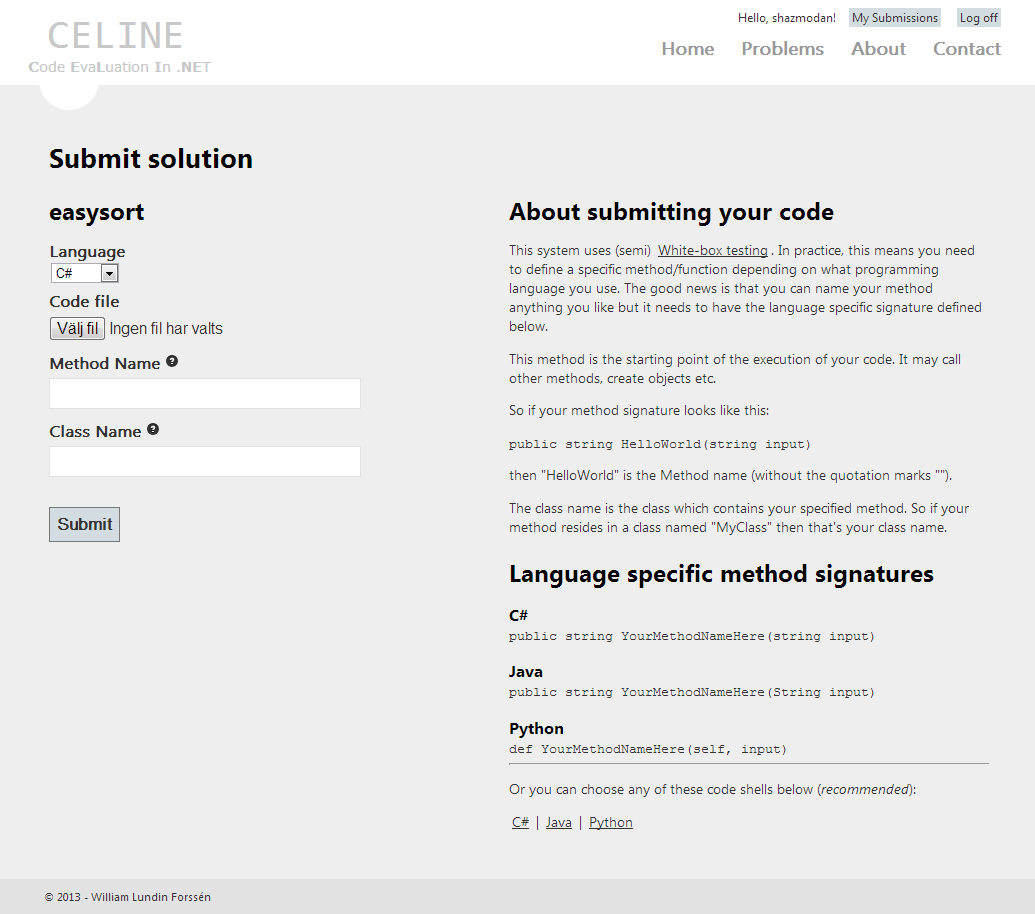 CELINE
Code EvaLuation In .NET
Hello, shazmodan! My Submissions Log off
Home Problems About Contact
Submit solution
easysort
Language
C#
Code file
Välj fil Ingen fil har valts
Method Name ?
Class Name ?
Submit
About submitting your code
This system uses (semi) White-box testing . In practice, this means you need
to define a specific method/function depending on what programming
language you use. The good news is that you can name your method
anything you like but it needs to have the language specific signature defined
below.
This method is the starting point of the execution of your code. It may call
other methods, create objects etc.
So if your method signature looks like this:
public string HelloWorld(string input)
then "HelloWorld" is the Method name (without the quotation marks "").
The class name is the class which contains your specified method. So if your
method resides in a class named "MyClass" then that's your class name.
Language specific method signatures
C#
public string YourMethodNameHere(string input)
Java
public string YourMethodNameHere(String input)
Python
def YourMethodNameHere(self, input)
Or you can choose any of these code shells below (recommended):
C# | Java | Python
© 2013 - William Lundin Forssén